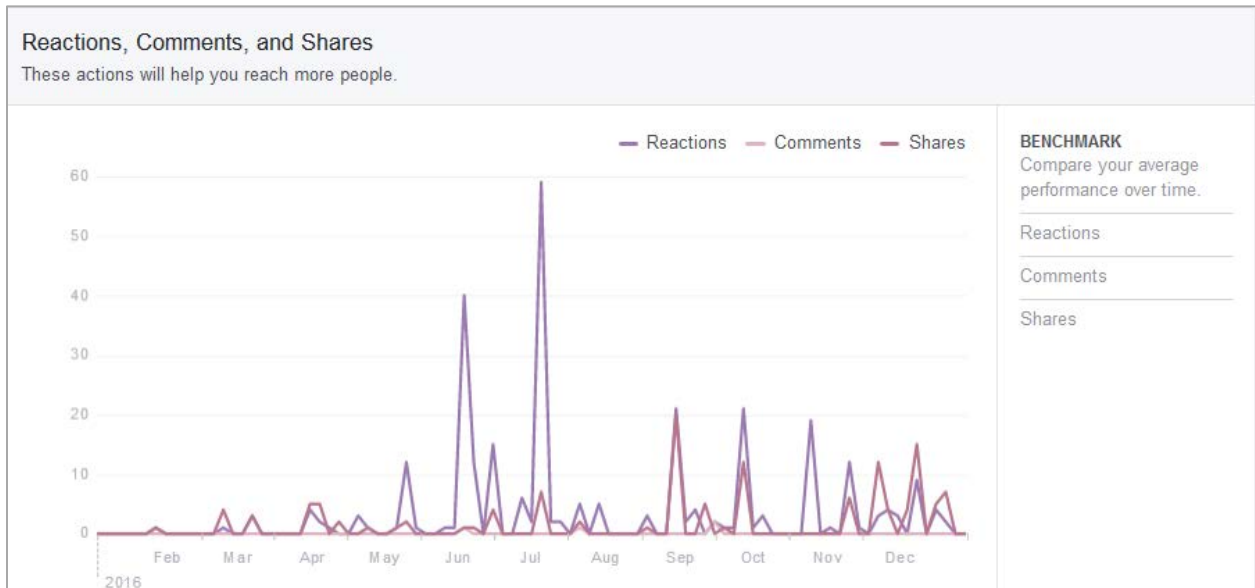 Reactions, Comments, and Shares
These actions will help you reach more people.
Reactions Comments Shares
BENCHMARK
Compare your average
performance over time.
Reactions
Comments
Shares
60
50
40
30
20
10
0
Feb Mar Apr May Jun Jul Aug Sep Oct Nov Dec
2016